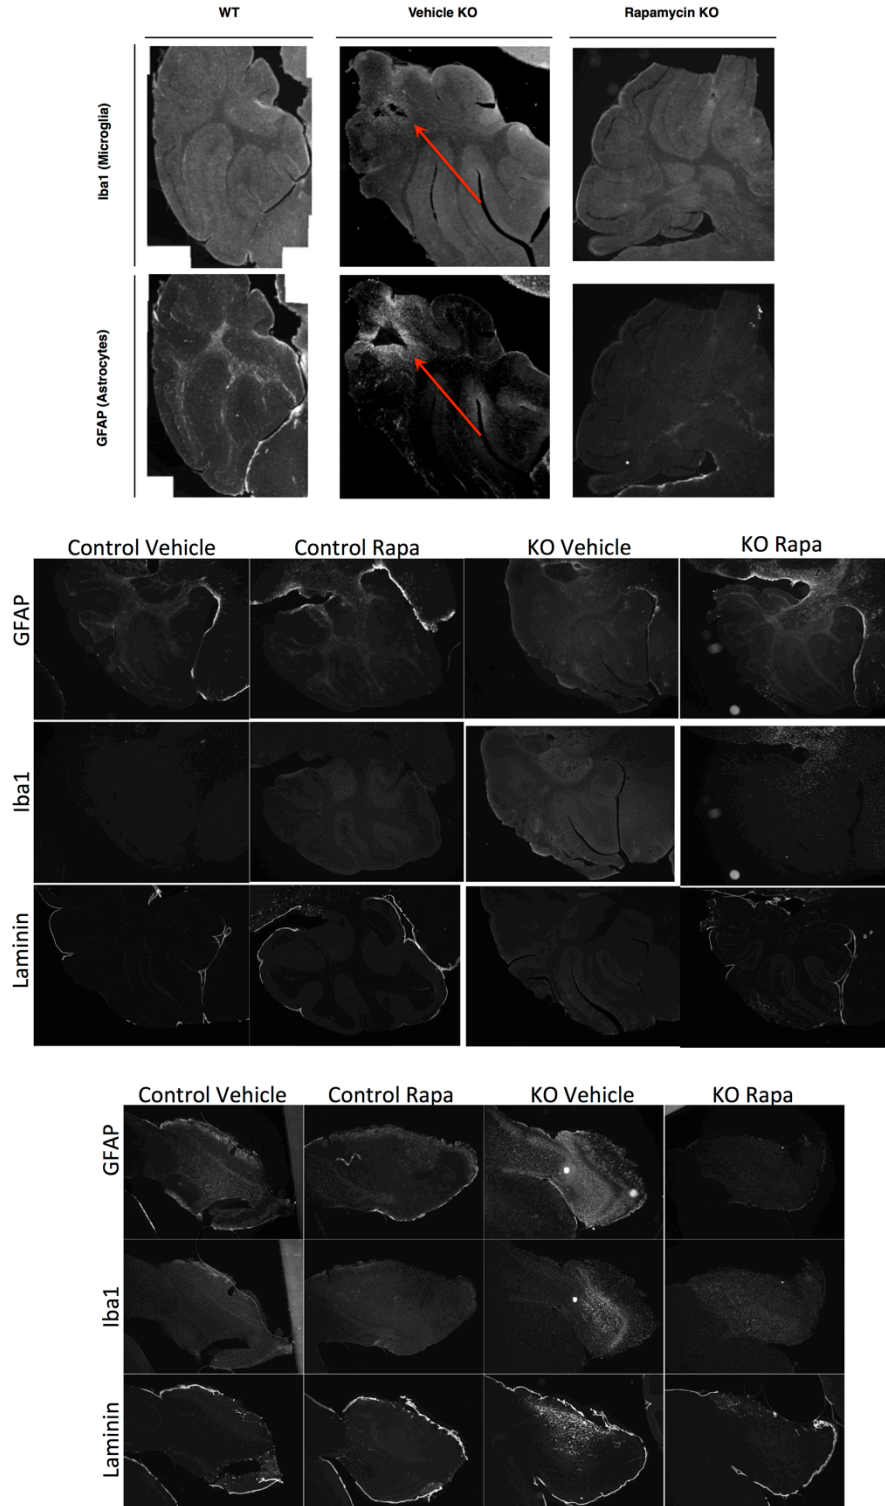 WT Vehicle KO Rapamycin KO
Iba1 (Microglia)
GFAP (Astrocytes)
Control Vehicle Control Rapa KO Vehicle KO Rapa
GFAP
Iba1
Laminin
Control Vehicle Control Rapa KO Vehicle KO Rapa
GFAP
Iba1
Laminin